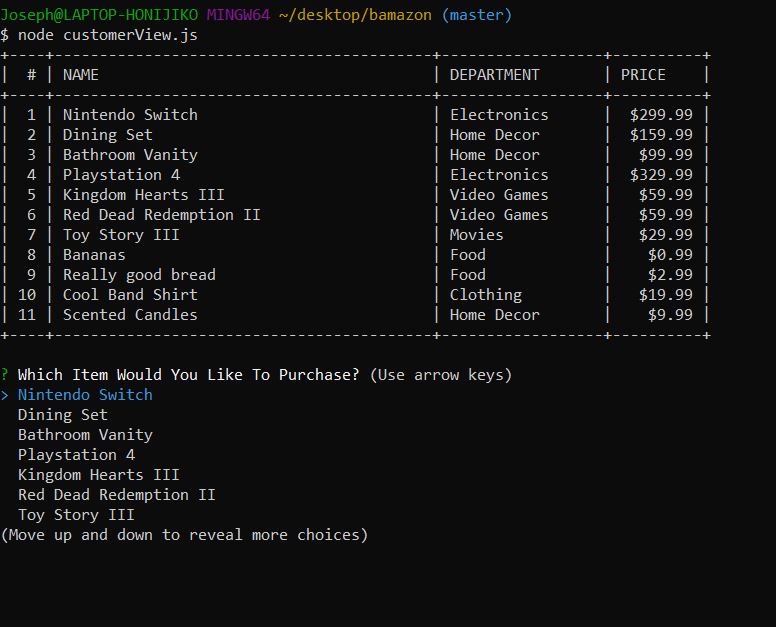 Joseph@LAPTOP-HONIJIKO MINGW64 ~/desktop/bamazon (master)
$ node customerView.js
+----+------------------------------------------+------------------+----------+
|  # | NAME                                     | DEPARTMENT       | PRICE    |
+----+------------------------------------------+------------------+----------+
|  1 | Nintendo Switch                          | Electronics      |  $299.99 |
|  2 | Dining Set                               | Home Decor       |  $159.99 |
|  3 | Bathroom Vanity                          | Home Decor       |   $99.99 |
|  4 | Playstation 4                            | Electronics      |  $329.99 |
|  5 | Kingdom Hearts III                       | Video Games      |   $59.99 |
|  6 | Red Dead Redemption II                   | Video Games      |   $59.99 |
|  7 | Toy Story III                            | Movies           |   $29.99 |
|  8 | Bananas                                  | Food             |    $0.99 |
|  9 | Really good bread                        | Food             |    $2.99 |
| 10 | Cool Band Shirt                          | Clothing         |   $19.99 |
| 11 | Scented Candles                          | Home Decor       |    $9.99 |
+----+------------------------------------------+------------------+----------+
? Which Item Would You Like To Purchase? (Use arrow keys)
> Nintendo Switch
  Dining Set
  Bathroom Vanity
  Playstation 4
  Kingdom Hearts III
  Red Dead Redemption II
  Toy Story III
(Move up and down to reveal more choices)